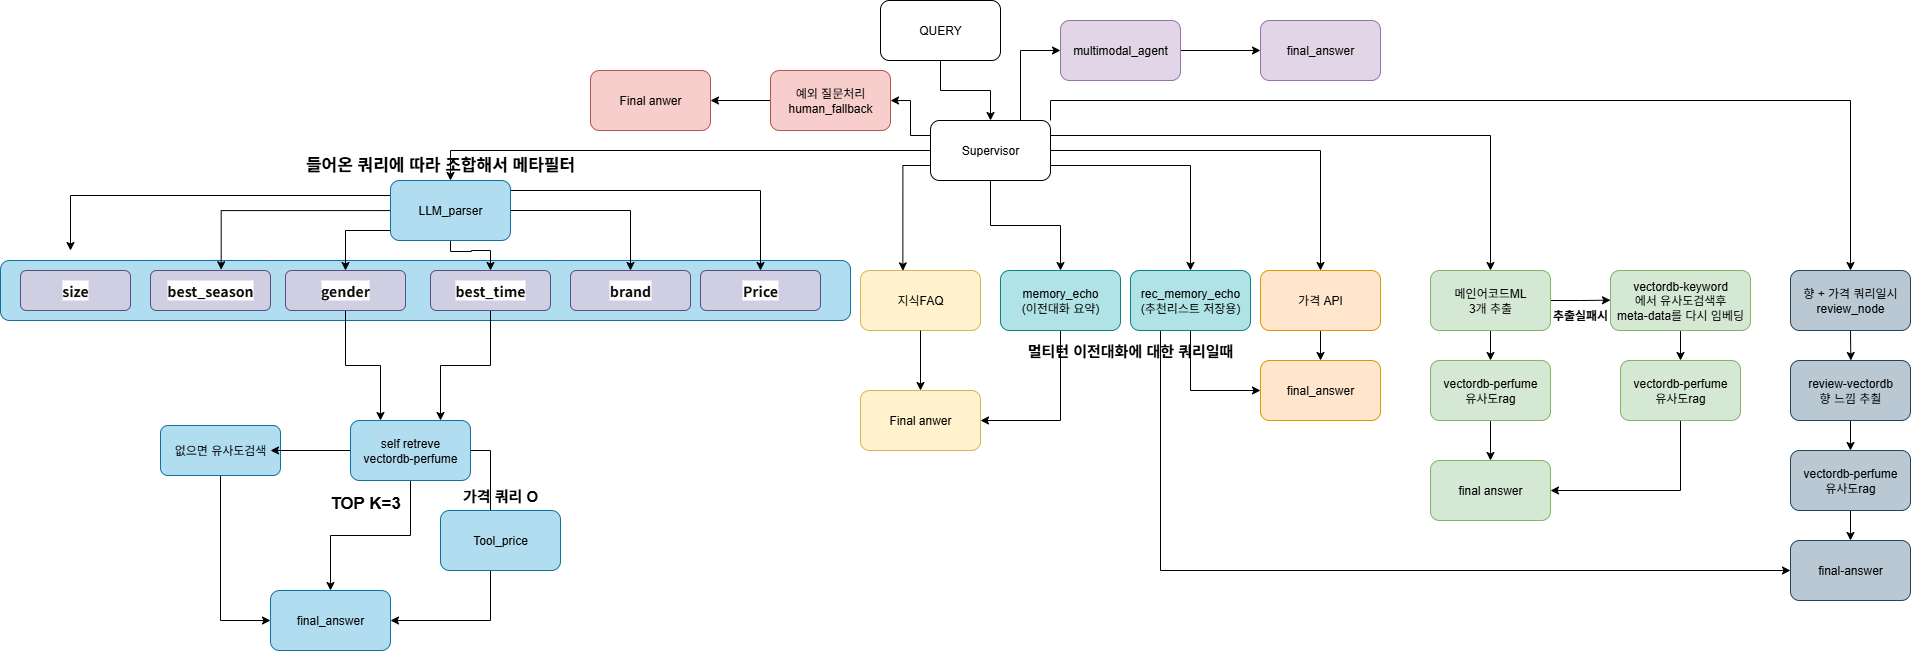 QUERY
multimodal_agent
final_answer
Final anwer
예외 질문처리
human_fallback
Supervisor
들어온 쿼리에 따라 조합해서 메타필터
LLM_parser
size
best_season
gender
best_time
brand
Price
지식FAQ
memory_echo
(이전대화 요약)
rec_memory_echo
(추천리스트 저장용)
가격 API
메인어코드ML
3개 추출
추출실패시
vectordb-keyword
에서 유사도검색후
meta-data를 다시 임베딩
향 + 가격 쿼리일시
review_node
멀티턴 이전대화에 대한 쿼리일때
Final anwer
final_answer
vectordb-perfume
유사도rag
vectordb-perfume
유사도rag
review-vectordb
향 느낌 추췰
없으면 유사도검색
self retreve
vectordb-perfume
TOP K=3
가격 쿼리 O
final answer
vectordb-perfume
유사도rag
Tool_price
final-answer
final_answer